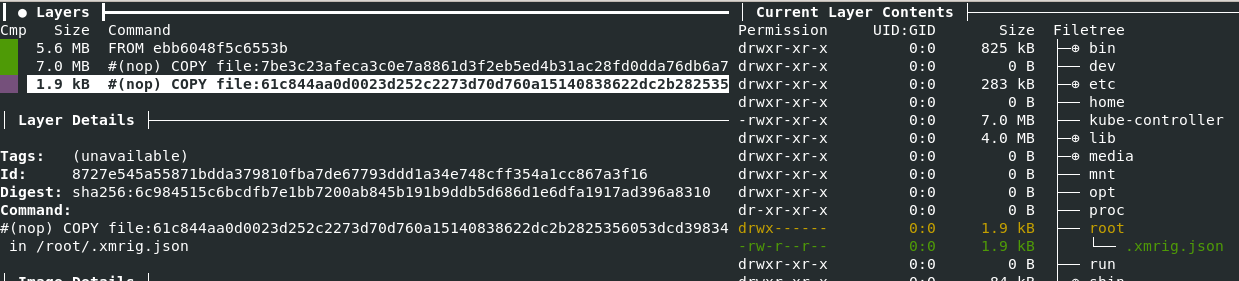 ● Layers
Cmp Size Command
5.6 MB FROM ebb6048f5c6553b
7.0 MB #(nop) COPY file:7be3c23afeca3c0e7a8861d3f2eb5ed4b31ac28fd0dda76db6a7
1.9 kB #(nop) COPY file:61c844aa0d0023d252c2273d70d760a15140838622dc2b282535
Layer Details
Tags: (unavailable)
Id: 8727e545a55871bdda379810fba7de67793ddd1a34e748cff354a1cc867a3f16
Digest: sha256:6c984515c6bcdfb7e1bb7200ab845b191b9ddb5d686d1e6dfa1917ad396a8310
Command:
#(nop) COPY file:61c844aa0d0023d252c2273d70d760a15140838622dc2b2825356053dcd39834
in /root/.xmrig.json
Image Details
Current Layer Contents
Permission UID:GID Size Filetree
drwxr-xr-x 0:0 825 kB ├─⊕ bin
drwxr-xr-x 0:0 0 B ├── dev
drwxr-xr-x 0:0 283 kB ├─⊕ etc
drwxr-xr-x 0:0 0 B ├── home
-rwxr-xr-x 0:0 7.0 MB ├── kube-controller
drwxr-xr-x 0:0 4.0 MB ├─⊕ lib
drwxr-xr-x 0:0 0 B ├─⊕ media
drwxr-xr-x 0:0 0 B ├── mnt
drwxr-xr-x 0:0 0 B ├── opt
dr-xr-xr-x 0:0 0 B ├── proc
drwx------ 0:0 1.9 kB ├── root
-rw-r--r-- 0:0 1.9 kB │ └── .xmrig.json
drwxr-xr-x 0:0 0 B ├── run
drwxr-xr-x 0:0 84 kB ├─⊕ sbin